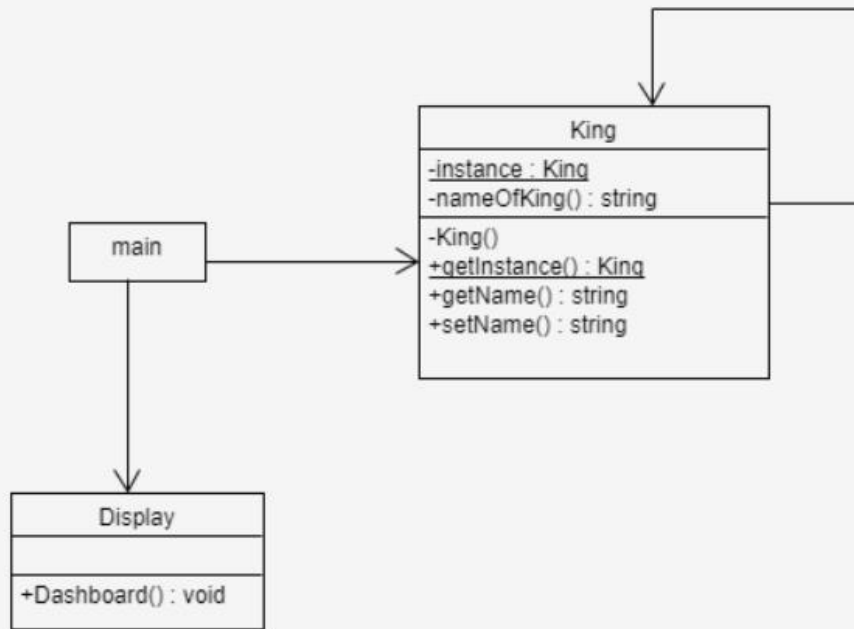 King
-instance : King
-nameOfKing() : string
-King()
+getInstance() : King
+getName() : string
+setName() : string
main
Display
+Dashboard() : void